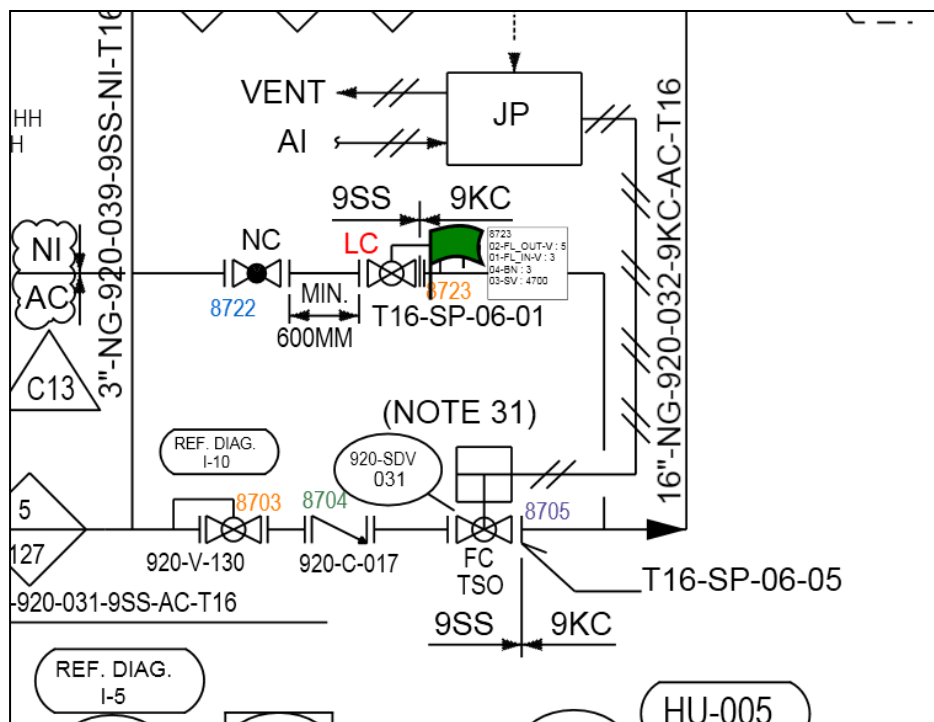 3"-NG-920-039-9SS-NI-T16
16"-NG-920-032-9KC-AC-T16
HH
H
VENT
AI
JP
9SS
9KC
NI
AC
NC
LC
8723
02-FL_OUT-V : 5
01-FL_IN-V : 3
04-BN : 3
03-SV : 4700
8722
8723
MIN.
600MM
T16-SP-06-01
C13
(NOTE 31)
REF. DIAG.
I-10
920-SDV
031
5
127
8703
8704
8705
920-V-130
920-C-017
FC
TSO
T16-SP-06-05
-920-031-9SS-AC-T16
9SS
9KC
REF. DIAG.
I-5
HU-005